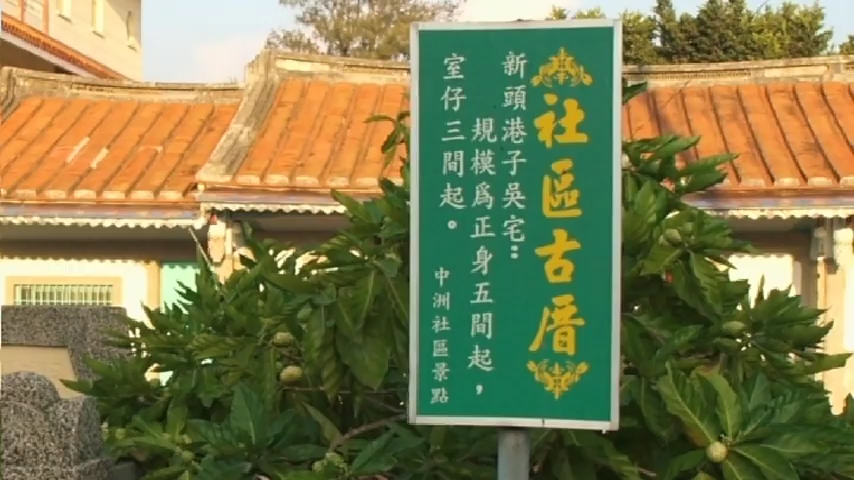 社區古厝
新頭港子吳宅：
規模為正身五間起，
室仔三間起。
中洲社區景點